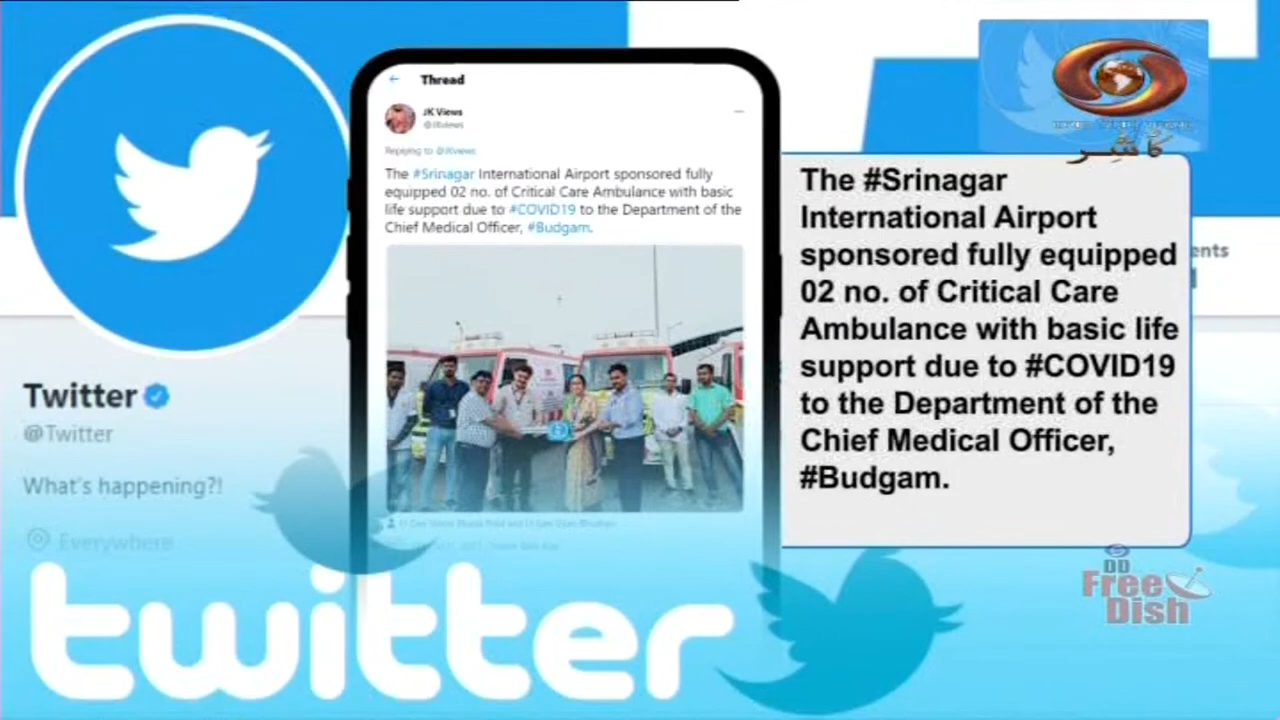 Thread
JK Views
@JKviews
Replying to @JKviews
The #Srinagar International Airport sponsored fully
equipped 02 no. of Critical Care Ambulance with basic
life support due to #COVID19 to the Department of the
Chief Medical Officer, #Budgam.
The #Srinagar
International Airport
sponsored fully equipped
02 no. of Critical Care
Ambulance with basic life
support due to #COVID19
to the Department of the
Chief Medical Officer,
#Budgam.
Twitter
@Twitter
What's happening?!
Everywhere
twitter
کأشِر
DD
Free
Dish